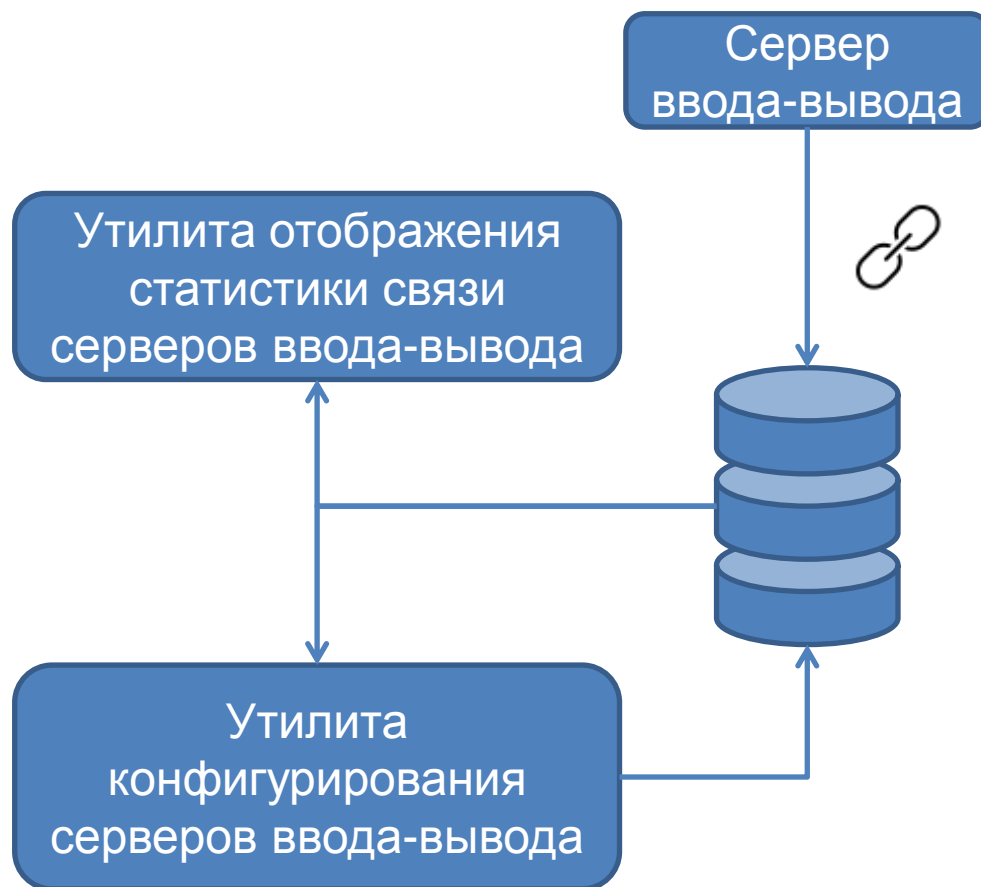 Сервер
ввода-вывода
Утилита отображения
статистики связи
серверов ввода-вывода
Утилита
конфигурирования
серверов ввода-вывода